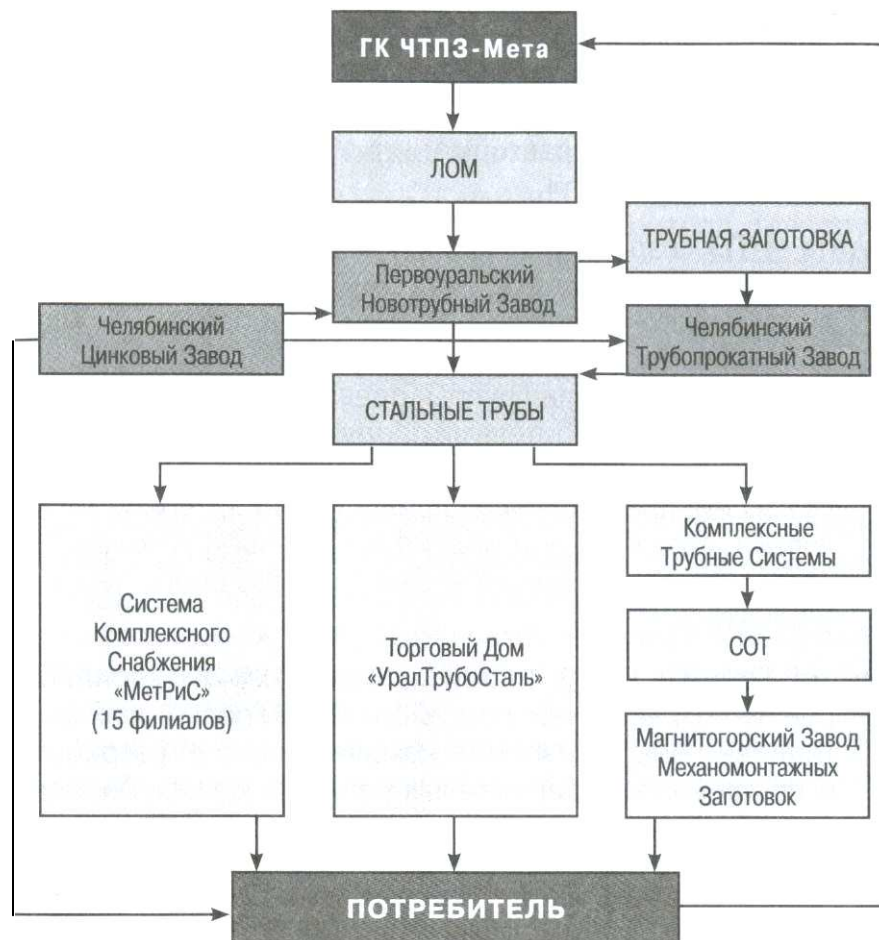 ГК ЧТПЗ-Мета
ЛОМ
ТРУБНАЯ ЗАГОТОВКА
Первоуральский
Новотрубный Завод
Челябинский
Цинковый Завод
Челябинский
Трубопрокатный Завод
СТАЛЬНЫЕ ТРУБЫ
Система
Комплексного
Снабжения
«МетРиС»
(15 филиалов)
Торговый Дом
«УралТрубоСталь»
Комплексные
Трубные Системы
СОТ
Магнитогорский Завод
Механомонтажных
Заготовок
ПОТРЕБИТЕЛЬ